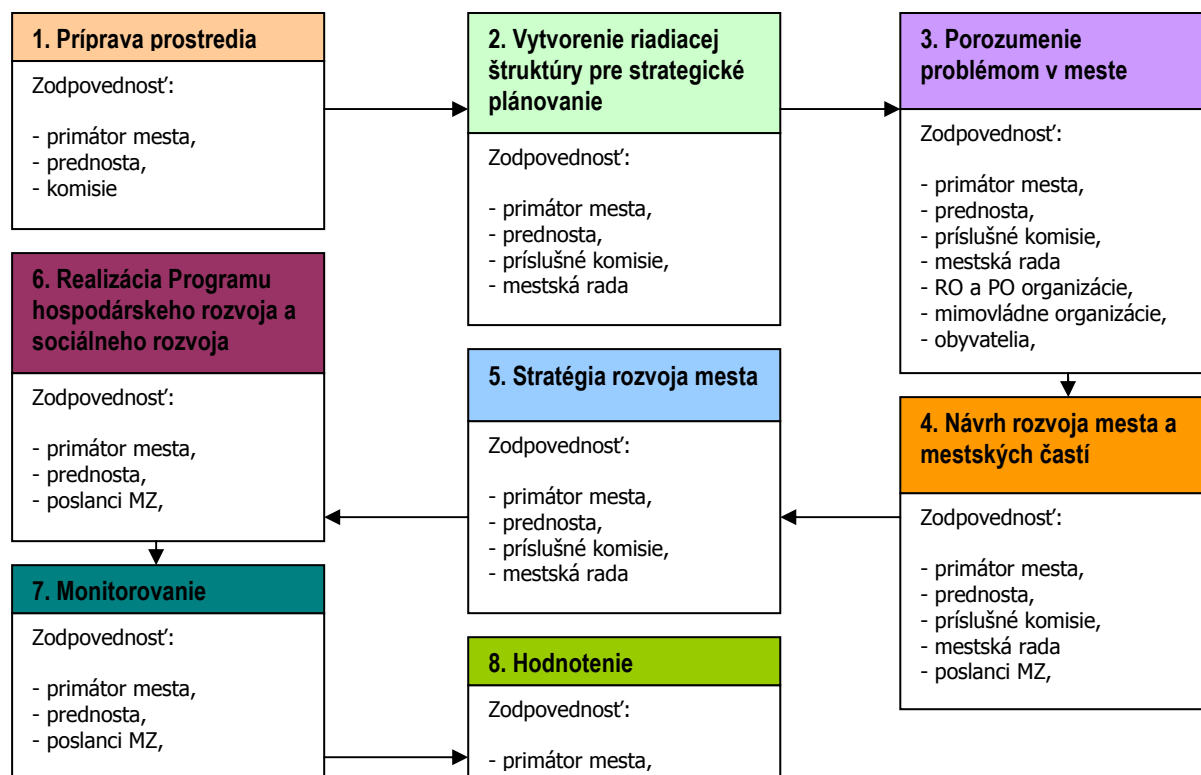 1. Príprava prostredia
Zodpovednosť:
- primátor mesta,
- prednosta,
- komisie
2. Vytvorenie riadiacej
štruktúry pre strategické
plánovanie
Zodpovednosť:
- primátor mesta,
- prednosta,
- príslušné komisie,
- mestská rada
3. Porozumenie
problémom v meste
Zodpovednosť:
- primátor mesta,
- prednosta,
- príslušné komisie,
- mestská rada
- RO a PO organizácie,
- mimovládne organizácie,
- obyvatelia,
4. Návrh rozvoja mesta a
mestských častí
Zodpovednosť:
- primátor mesta,
- prednosta,
- príslušné komisie,
- mestská rada
- poslanci MZ,
5. Stratégia rozvoja mesta
Zodpovednosť:
- primátor mesta,
- prednosta,
- príslušné komisie,
- mestská rada
6. Realizácia Programu
hospodárskeho rozvoja a
sociálneho rozvoja
Zodpovednosť:
- primátor mesta,
- prednosta,
- poslanci MZ,
7. Monitorovanie
Zodpovednosť:
- primátor mesta,
- prednosta,
- poslanci MZ,
8. Hodnotenie
Zodpovednosť:
- primátor mesta,